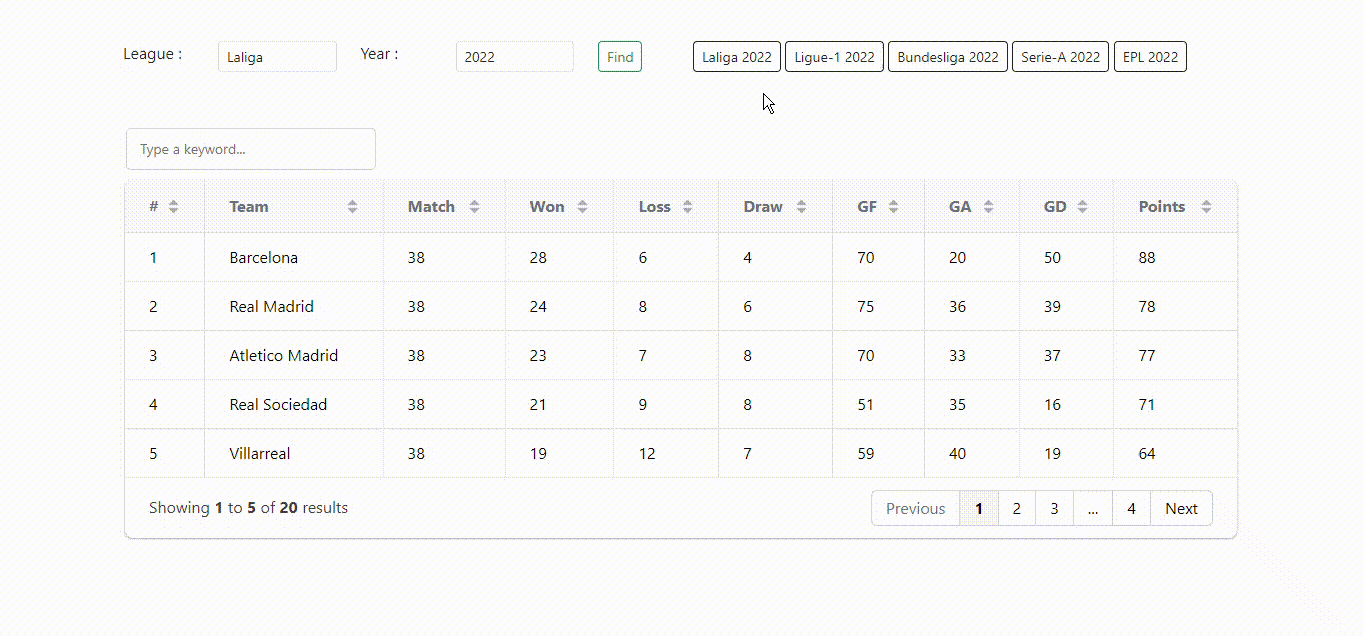 League : Laliga Year : 2022 Find Laliga 2022 Ligue-1 2022 Bundesliga 2022 Serie-A 2022 EPL 2022
Type a keyword...
# Team Match Won Loss Draw GF GA GD Points
1 Barcelona 38 28 6 4 70 20 50 88
2 Real Madrid 38 24 8 6 75 36 39 78
3 Atletico Madrid 38 23 7 8 70 33 37 77
4 Real Sociedad 38 21 9 8 51 35 16 71
5 Villarreal 38 19 12 7 59 40 19 64
Showing 1 to 5 of 20 results Previous 1 2 3 ... 4 Next